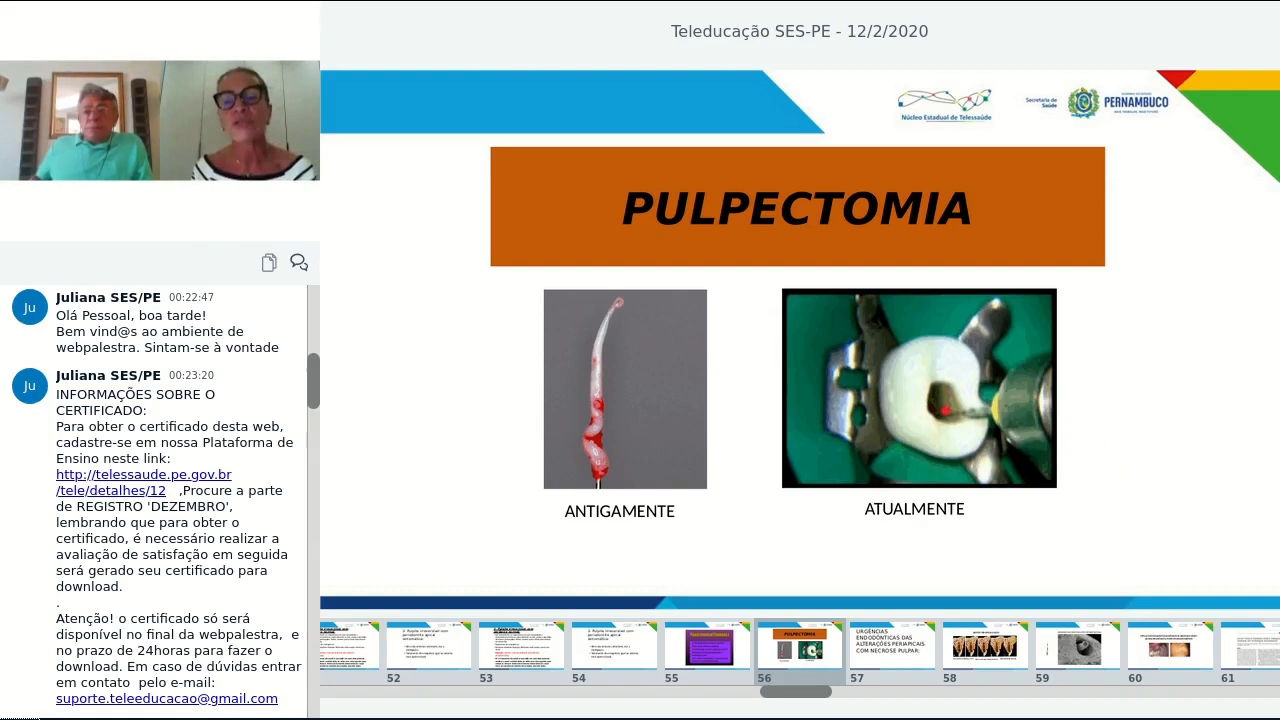 Teleducação SES-PE - 12/2/2020
Núcleo Estadual de Telessaúde
Secretaria de
Saúde
PERNAMBUCO
PULPECTOMIA
ANTIGAMENTE
ATUALMENTE
Ju
Juliana SES/PE 00:22:47
Olá Pessoal, boa tarde!
Bem vind@s ao ambiente de
webpalestra. Sintam-se à vontade
Ju
Juliana SES/PE 00:23:20
INFORMAÇÕES SOBRE O
CERTIFICADO:
Para obter o certificado desta web,
cadastre-se em nossa Plataforma de
Ensino neste link:
http://telessaude.pe.gov.br
/tele/detalhes/12 ,Procure a parte
de REGISTRO 'DEZEMBRO',
lembrando que para obter o
certificado, é necessário realizar a
avaliação de satisfação em seguida
será gerado seu certificado para
download.
.
Atenção! o certificado só será
disponível no final da webpalestra, e
no prazo de 24h,após para fazer o
download. Em caso de dúvidas entrar
em contato pelo e-mail:
suporte.teleeducacao@gmail.com
PULPECTOMIA
URGÊNCIAS
ENDODÔNTICAS DAS
ALTERAÇÕES PERIAPICAIS
COM NECROSE PULPAR:
52
53
54
55
56
57
58
59
60
61